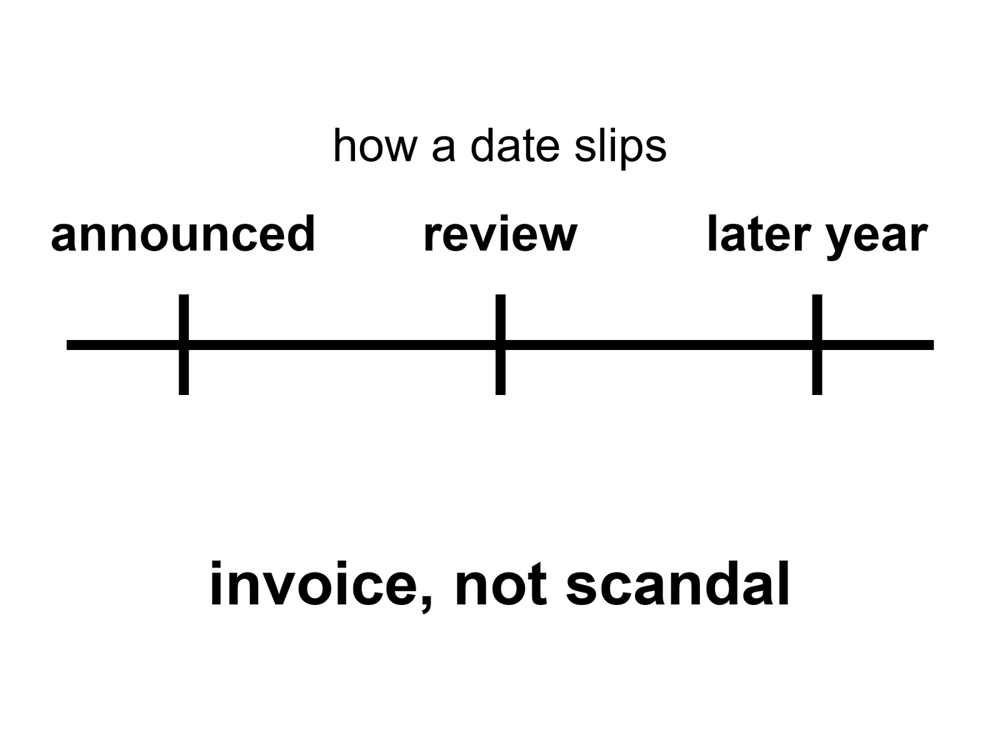 how a date slips
announced review later year
invoice, not scandal